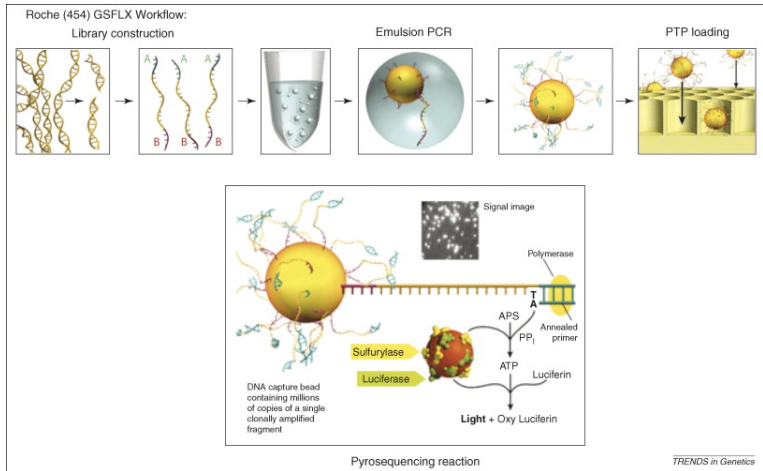 Roche (454) GSFLX Workflow:
Library construction
Emulsion PCR
PTP loading
A A A
B B B
Signal image
Polymerase
T
A
Annealed
primer
APS
PPI
Sulfurylase
Luciferase
ATP
Luciferin
Light + Oxy Luciferin
DNA capture bead
containing millions
of copies of a single
clonally amplified
fragment
Pyrosequencing reaction
TRENDS in Genetics